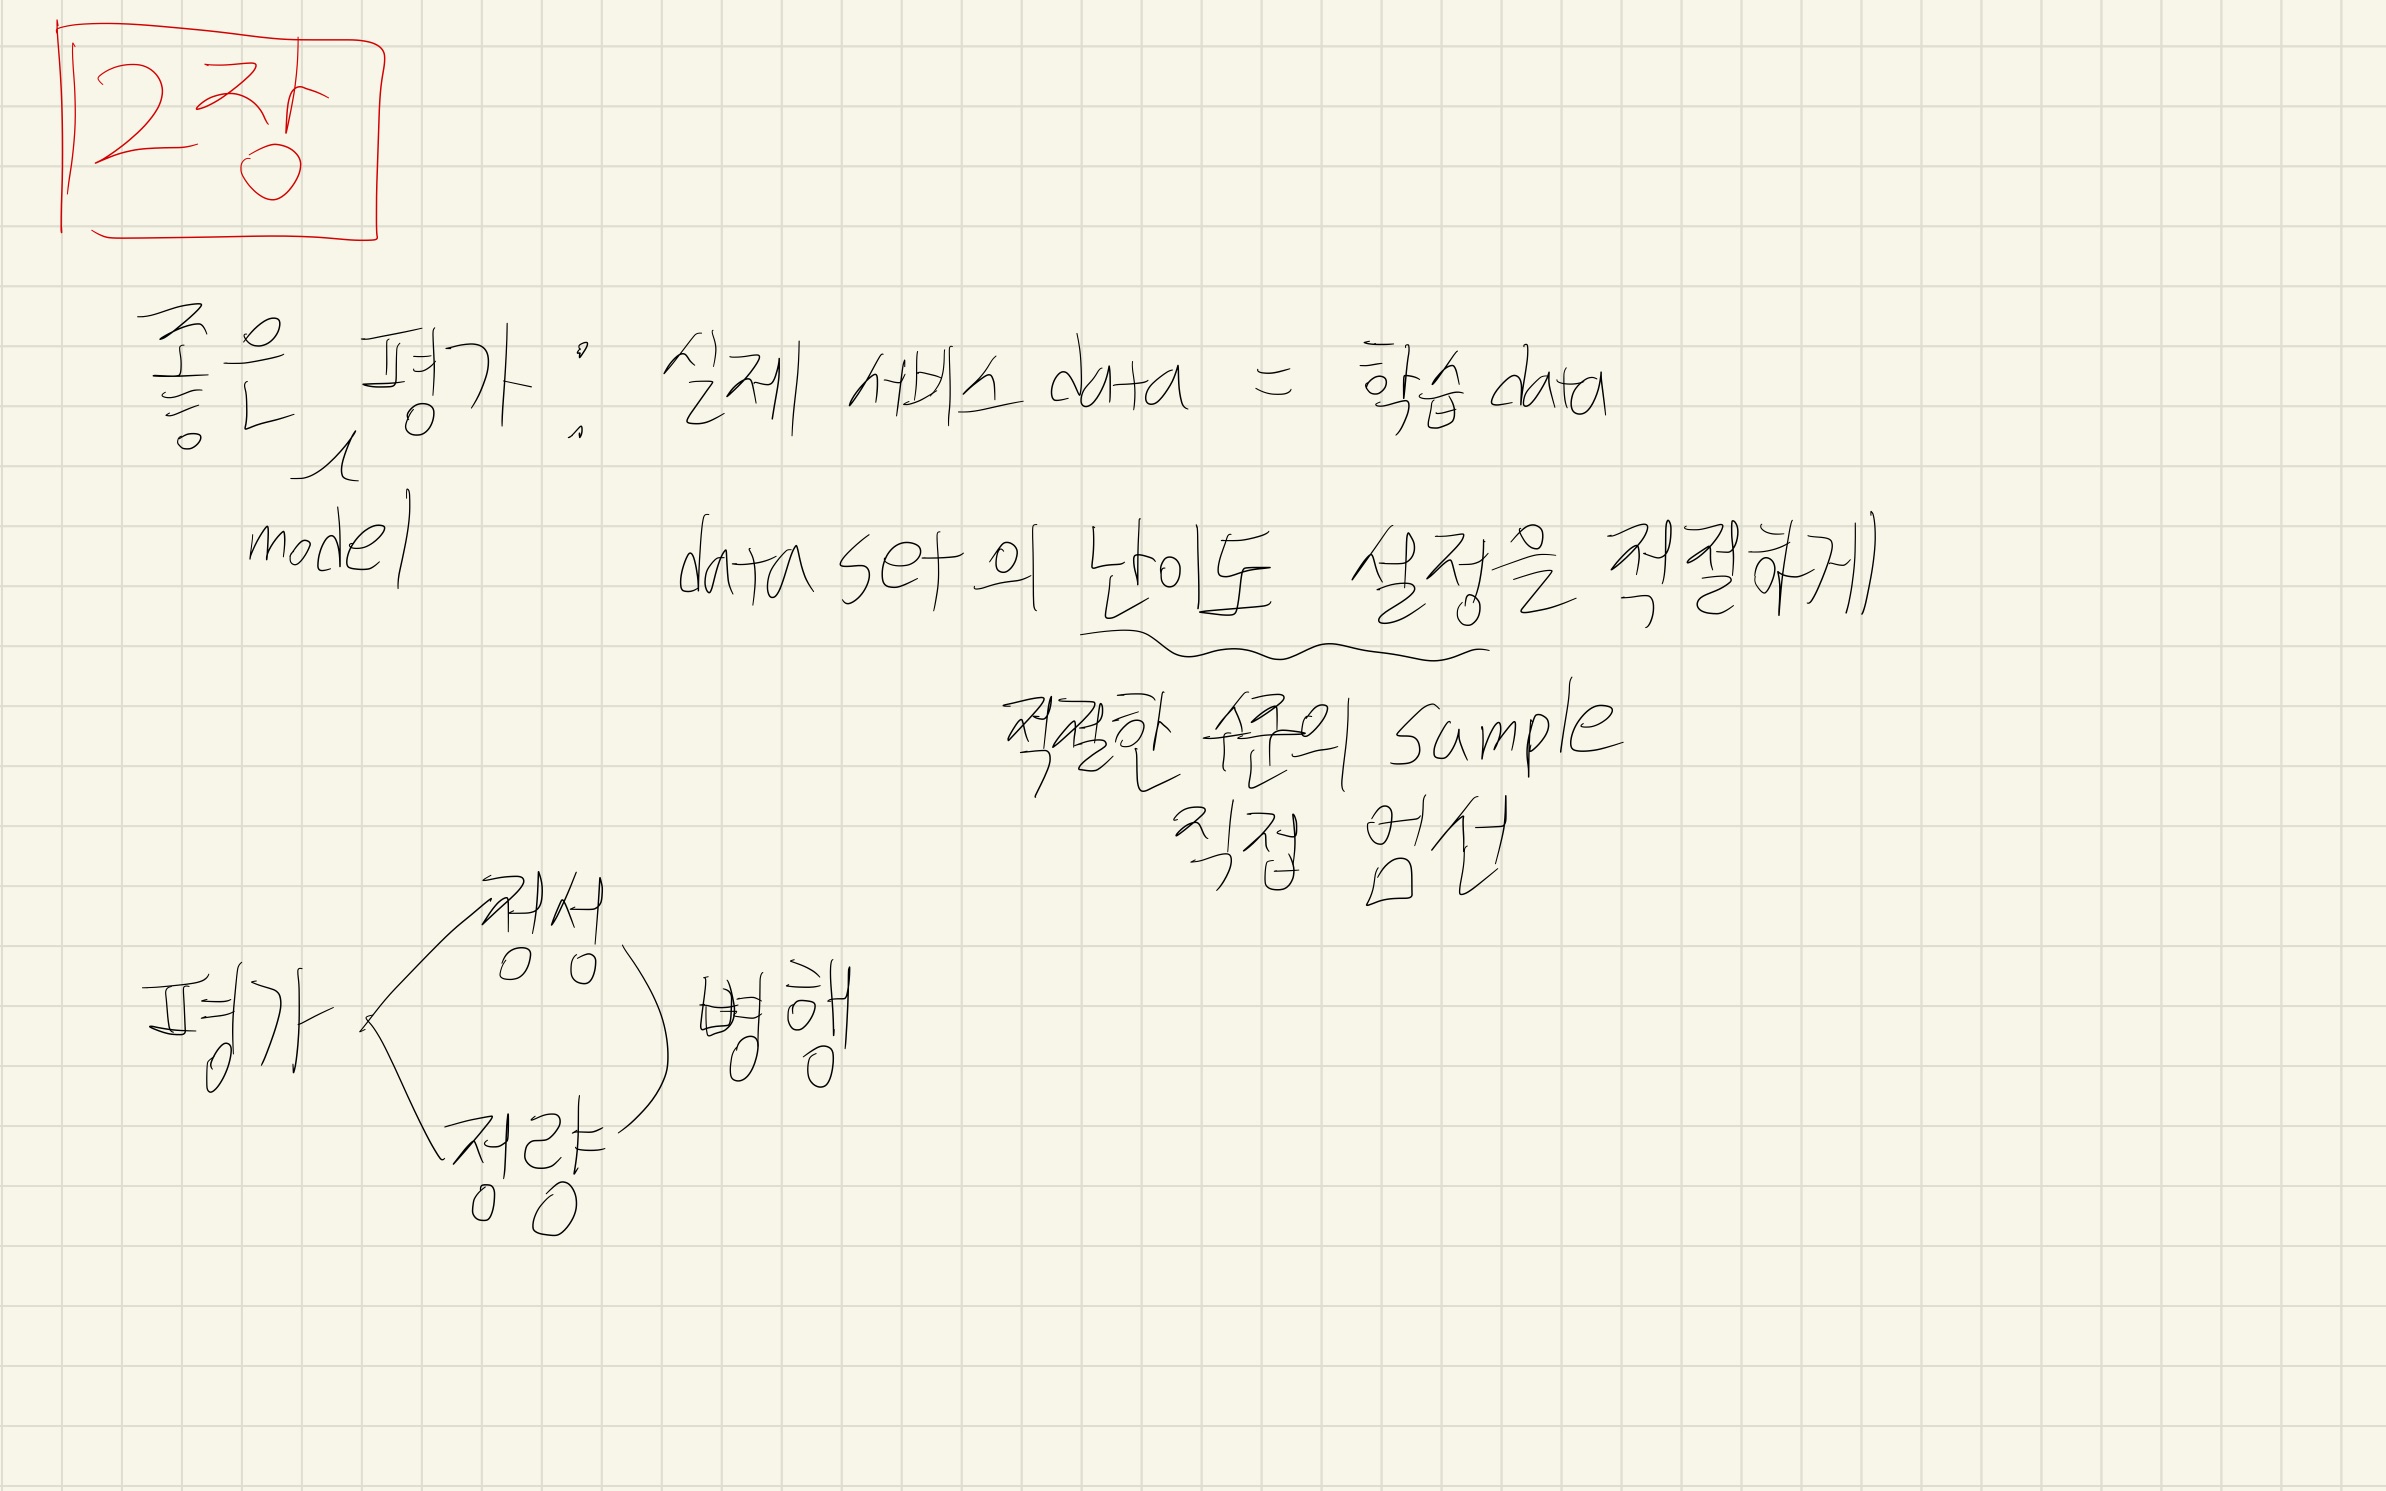 2장
좋은 평가 : 실제 서비스 data = 학습 data
model
data set의 난이도 설정을 적절하게
적절한 수준의 sample
직접 엄선
정성
평가 병행
정량